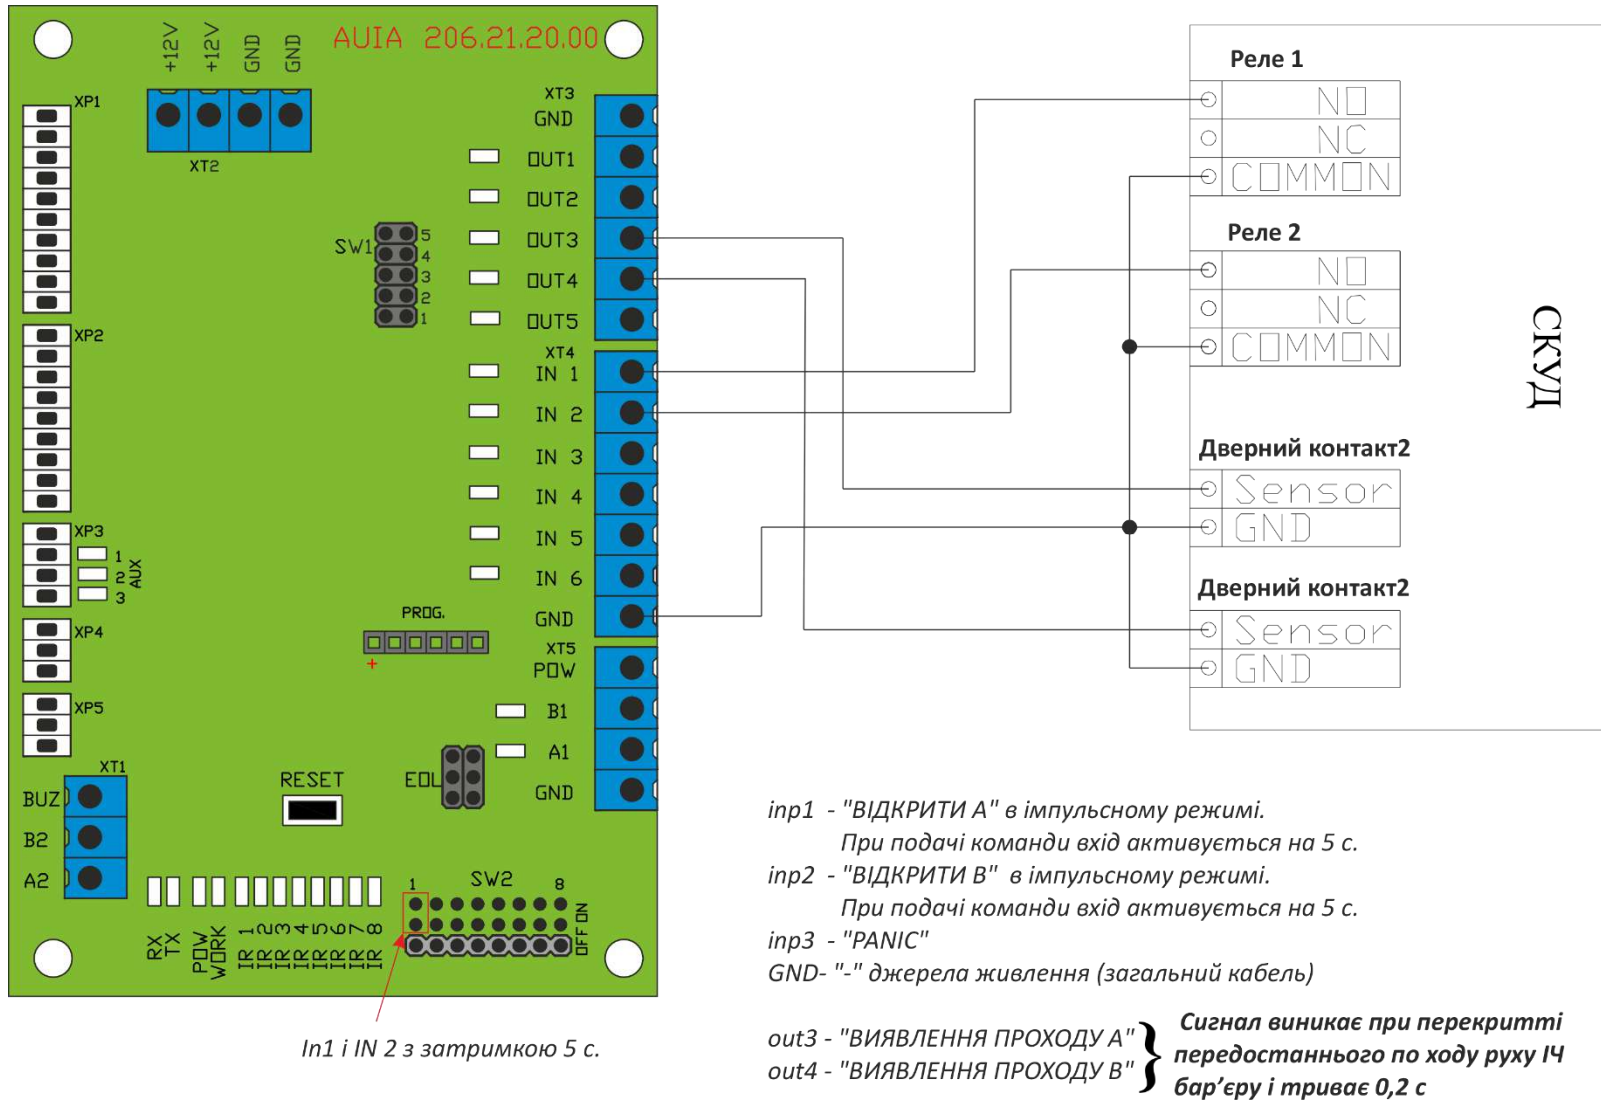 AUIA 206.21.20.00
+12V
+12V
GND
GND
XT2
XP1
XP2
XP3
1
2
3
AUX
XP4
XP5
XT1
BUZ
B2
A2
SW1
5
4
3
2
1
XT3
GND
OUT1
OUT2
OUT3
OUT4
OUT5
XT4
IN 1
IN 2
IN 3
IN 4
IN 5
IN 6
GND
XT5
POW
B1
A1
GND
PROG.
+
RESET
EOL
SW2
1
8
ON
OFF
RX
TX
POW
WORK
IR 1
IR 2
IR 3
IR 4
IR 5
IR 6
IR 7
IR 8
In1 і IN 2 з затримкою 5 с.
Реле 1
NO
NC
COMMON
Реле 2
NO
NC
COMMON
Дверний контакт2
Sensor
GND
Дверний контакт2
Sensor
GND
СКУД
inp1 - "ВІДКРИТИ А" в імпульсному режимі.
При подачі команди вхід активується на 5 с.
inp2 - "ВІДКРИТИ В" в імпульсному режимі.
При подачі команди вхід активується на 5 с.
inp3 - "PANIC"
GND- "-" джерела живлення (загальний кабель)
out3 - "ВИЯВЛЕННЯ ПРОХОДУ А"
out4 - "ВИЯВЛЕННЯ ПРОХОДУ В"
Сигнал виникає при перекритті
передостаннього по ходу руху ІЧ
бар'єру і триває 0,2 с